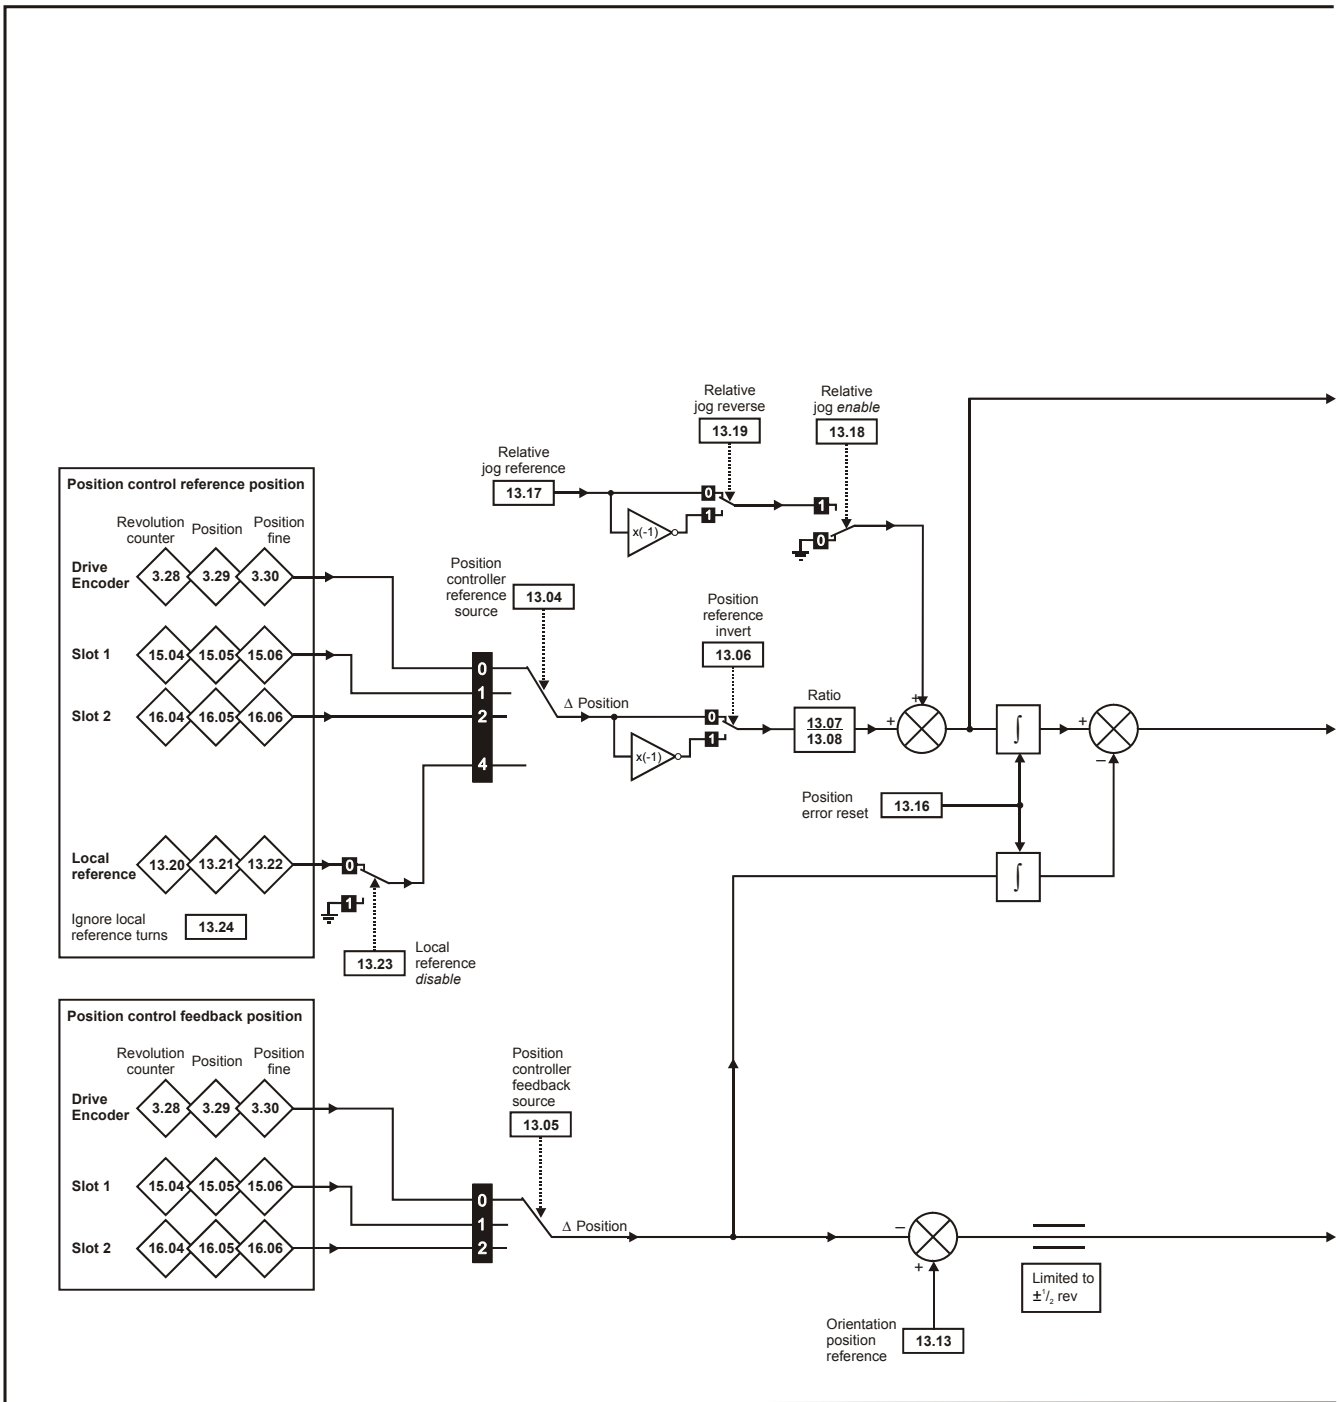 Relative
jog reverse
13.19
Relative
jog enable
13.18
Relative
jog reference
13.17
0
1
x(-1)
1
0
Position control reference position
Revolution
counter
Position
Position
fine
Drive
Encoder
3.28
3.29
3.30
Slot 1
15.04
15.05
15.06
Slot 2
16.04
16.05
16.06
Local
reference
13.20
13.21
13.22
Ignore local
reference turns
13.24
0
1
13.23
Local
reference
disable
Position
controller
reference
source
13.04
0
1
2
4
Δ Position
Position
reference
invert
13.06
0
1
x(-1)
Ratio
13.07
13.08
+
+
∫
+
–
Position
error reset
13.16
∫
Position control feedback position
Revolution
counter
Position
Position
fine
Drive
Encoder
3.28
3.29
3.30
Slot 1
15.04
15.05
15.06
Slot 2
16.04
16.05
16.06
Position
controller
feedback
source
13.05
0
1
2
Δ Position
–
+
Limited to
±1/2 rev
Orientation
position
reference
13.13